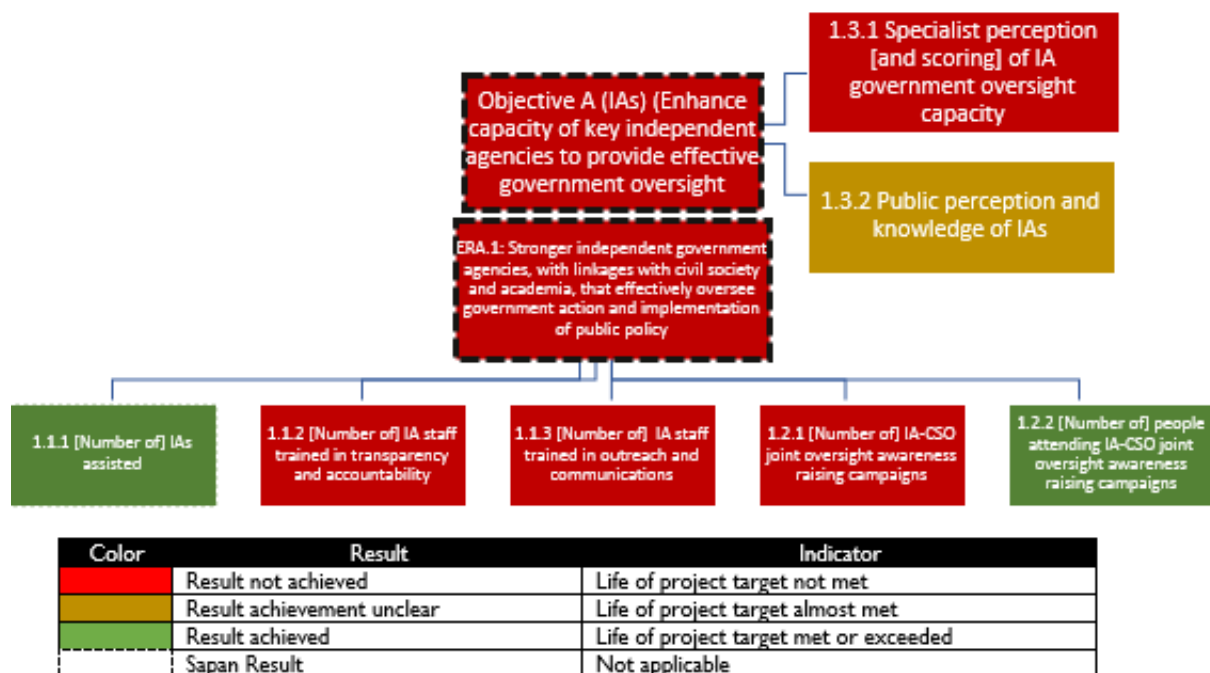 1.3.1 Specialist perception
[and scoring] of IA
government oversight
capacity
Objective A (IAs) (Enhance
capacity of key independent
agencies to provide effective
government oversight
1.3.2 Public perception and
knowledge of IAs
ERA.1: Stronger independent government
agencies, with linkages with civil society
and academia, that effectively oversee
government action and implementation
of public policy
1.1.1 [Number of] IAs
assisted
1.1.2 [Number of] IA staff
trained in transparency
and accountability
1.1.3 [Number of] IA staff
trained in outreach and
communications
1.2.1 [Number of] IA-CSO
joint oversight awareness
raising campaigns
1.2.2 [Number of] people
attending IA-CSO joint
oversight awareness
raising campaigns
Color Result Indicator
Result not achieved Life of project target not met
Result achievement unclear Life of project target almost met
Result achieved Life of project target met or exceeded
Sapan Result Not applicable